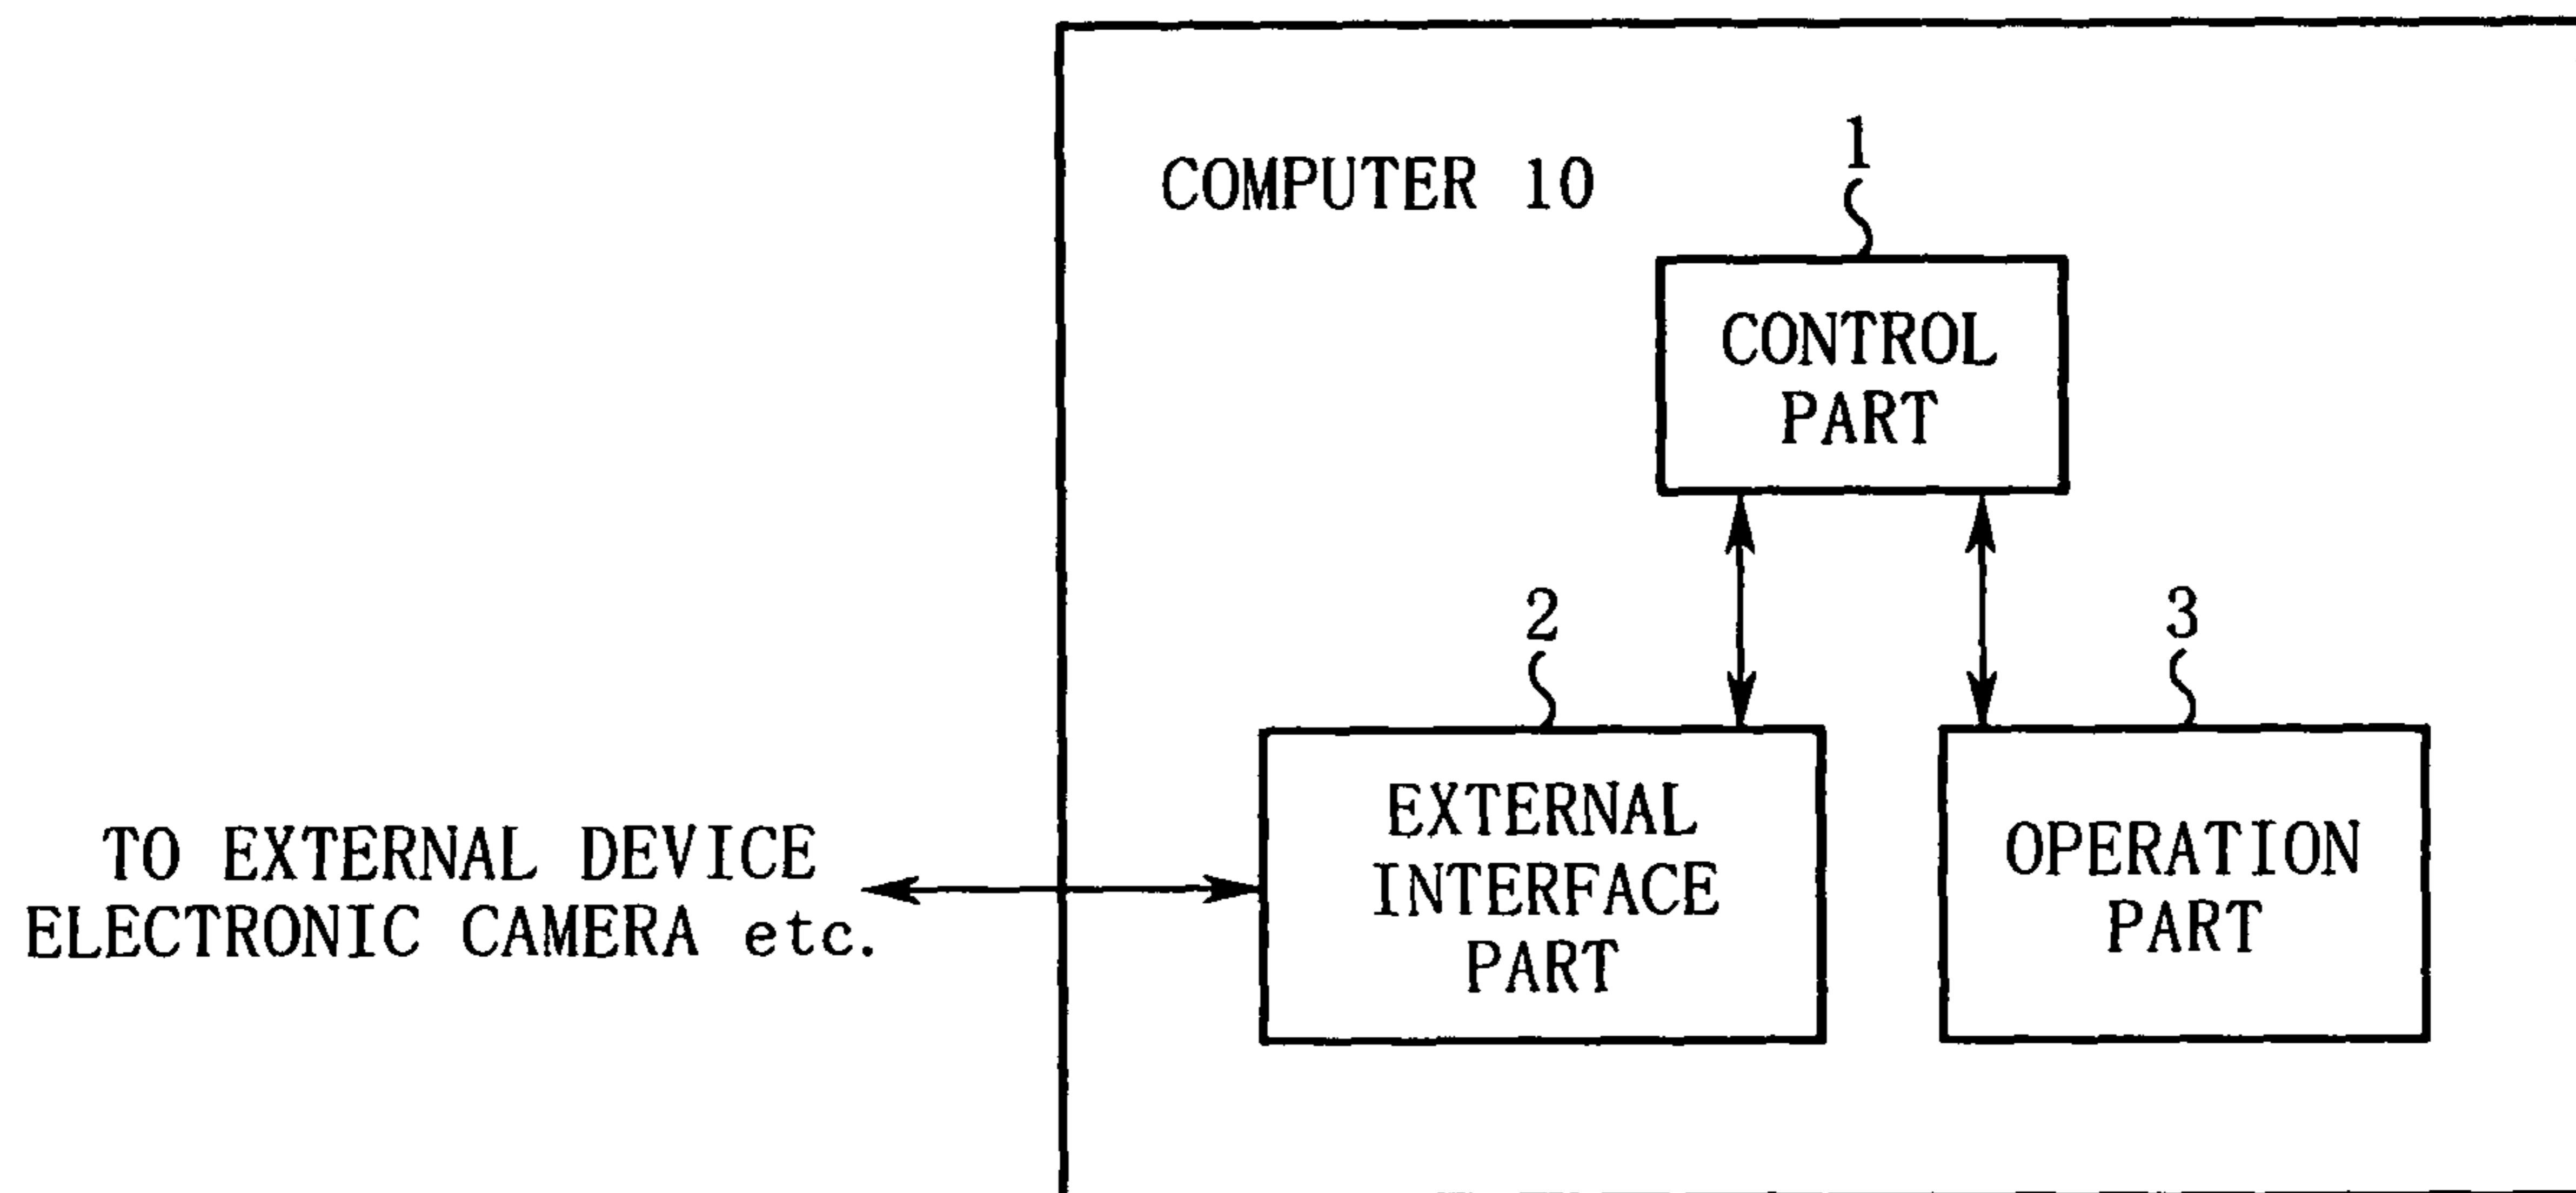 COMPUTER 10
1
CONTROL
PART
2
3
EXTERNAL
INTERFACE
PART
OPERATION
PART
TO EXTERNAL DEVICE
ELECTRONIC CAMERA etc.